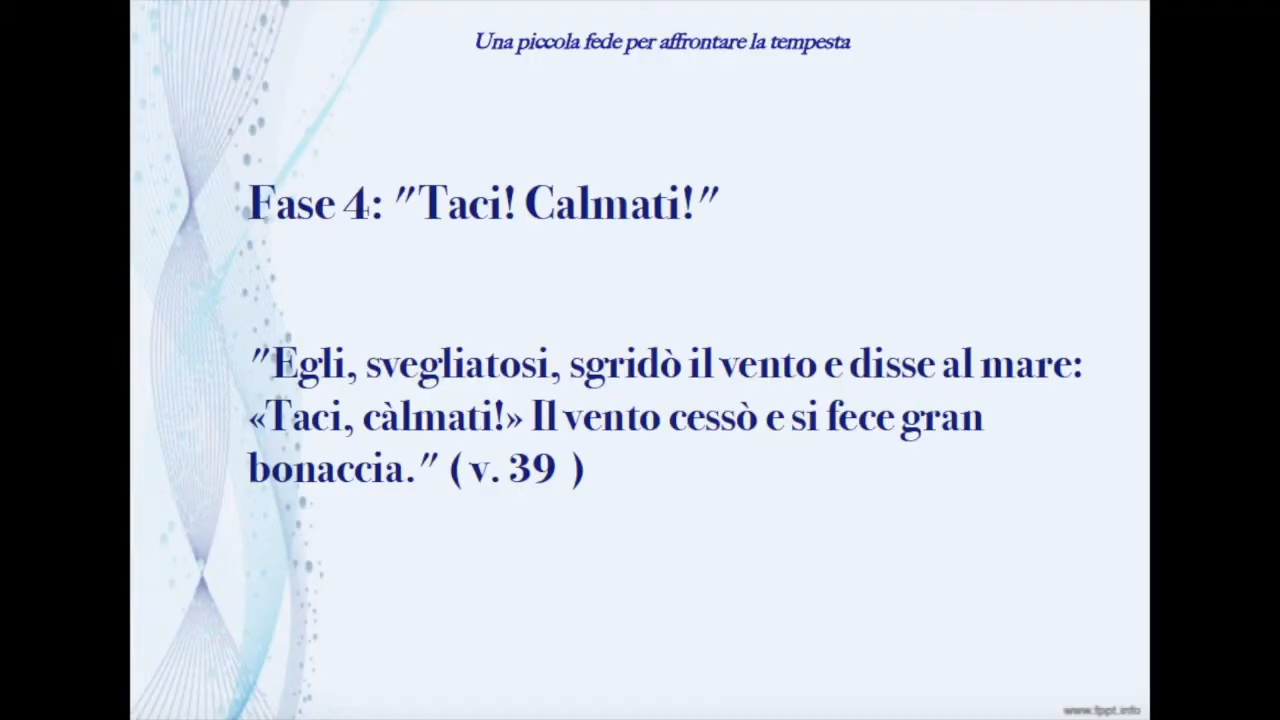 Una piccola fede per affrontare la tempesta
Fase 4: "Taci! Calmati!"
"Egli, svegliatosi, sgridò il vento e disse al mare:
«Taci, càlmati!» Il vento cessò e si fece gran
bonaccia." ( v. 39 )
www.fppt.info